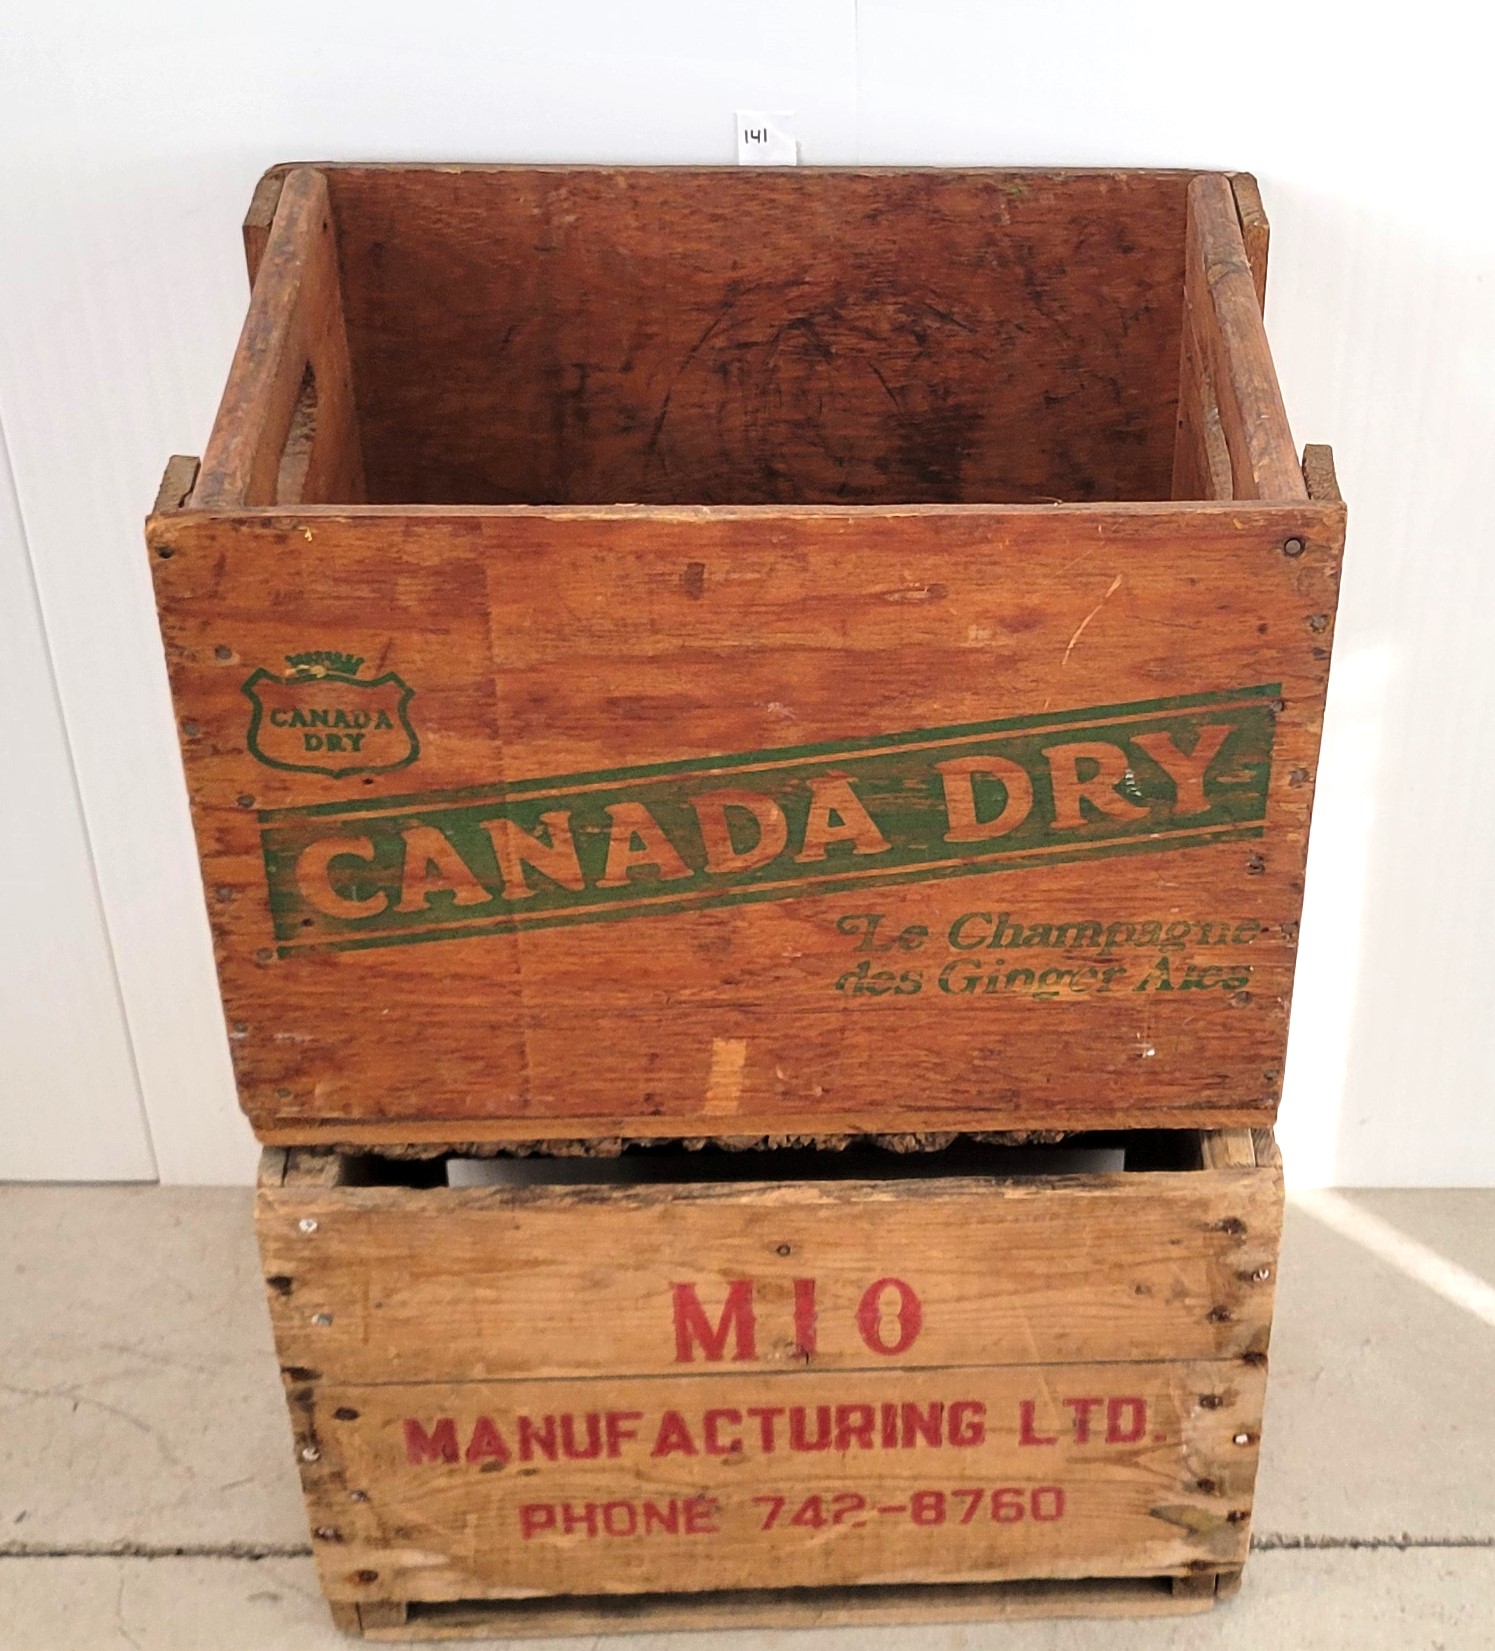 141
CANADA
DRY
CANADA DRY
Le Champagne
des Ginger Ales
MIO
MANUFACTURING LTD.
PHONE 742-8760